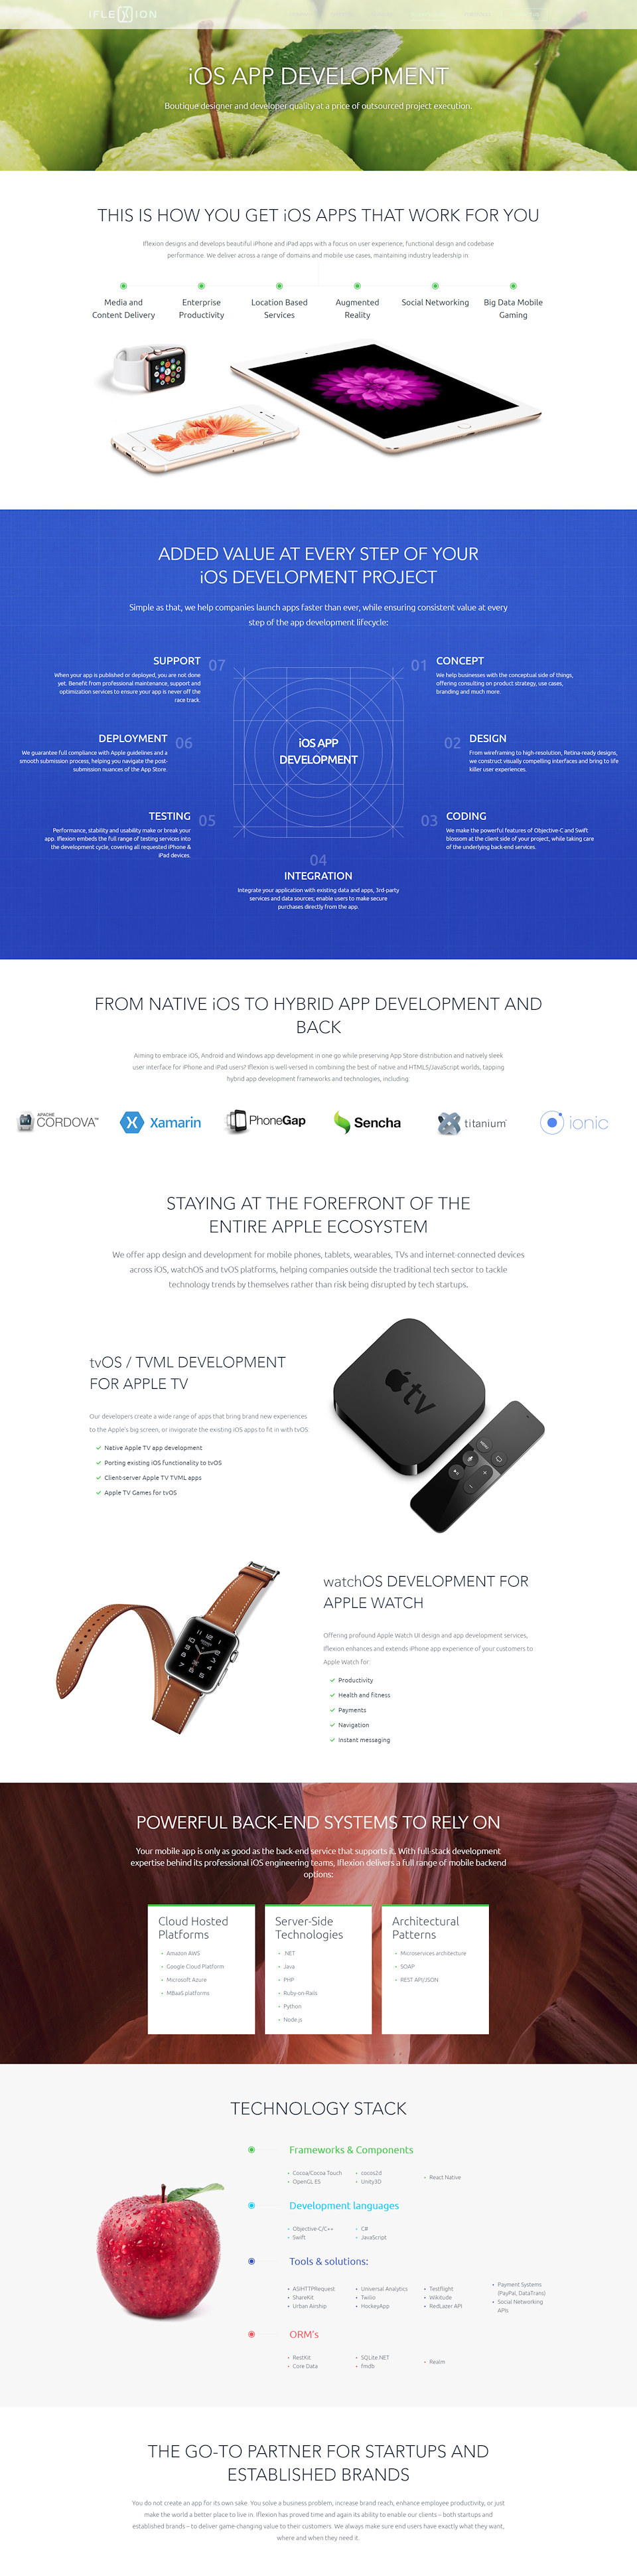 IFLEXION
iOS APP DEVELOPMENT
Boutique designer and developer quality at a price of outsourced project execution.
THIS IS HOW YOU GET iOS APPS THAT WORK FOR YOU
Iflexion designs and develops beautiful iPhone and iPad apps with a focus on user experience, functional design and codebase
performance. We deliver across a range of domains and mobile use cases, maintaining industry leadership in:
Media and
Content Delivery
Enterprise
Productivity
Location Based
Services
Augmented
Reality
Social Networking
Big Data Mobile
Gaming
ADDED VALUE AT EVERY STEP OF YOUR
iOS DEVELOPMENT PROJECT
Simple as that, we help companies launch apps faster than ever, while ensuring consistent value at every
step of the app development lifecycle:
SUPPORT 07
When your app is published or deployed, you are not done
yet. Benefit from professional maintenance, support and
optimization services to ensure your app is never off the
race track.
01 CONCEPT
We help businesses with the conceptual side of things,
offering consulting on product strategy, use cases,
branding and much more.
DEPLOYMENT 06
We guarantee full compliance with Apple guidelines and a
smooth submission process, helping you navigate the post-
submission nuances of the App Store.
iOS APP
DEVELOPMENT
02 DESIGN
From wireframing to high-resolution, Retina-ready designs,
we construct visually compelling interfaces and bring to life
killer user experiences.
TESTING 05
Performance, stability and usability make or break your
app. Iflexion embeds the full range of testing services into
the development cycle, covering all requested iPhone &
iPad devices.
03 CODING
We make the powerful features of Objective-C and Swift
blossom at the client side of your project, while taking care
of the underlying back-end services.
04
INTEGRATION
Integrate your application with existing data and apps, 3rd-party
services and data sources; enable users to make secure
purchases directly from the app.
FROM NATIVE iOS TO HYBRID APP DEVELOPMENT AND
BACK
Aiming to embrace iOS, Android and Windows app development in one go while preserving App Store distribution and natively sleek
user interface for iPhone and iPad users? Iflexion is well-versed in combining the best of native and HTML5/JavaScript worlds, tapping
hybrid app development frameworks and technologies, including:
APACHE
CORDOVA™
Xamarin
PhoneGap
Sencha
titanium
ionic
STAYING AT THE FOREFRONT OF THE
ENTIRE APPLE ECOSYSTEM
We offer app design and development for mobile phones, tablets, wearables, TVs and internet-connected devices
across iOS, watchOS and tvOS platforms, helping companies outside the traditional tech sector to tackle
technology trends by themselves rather than risk being disrupted by tech startups.
tvOS / TVML DEVELOPMENT
FOR APPLE TV
Our developers create a wide range of apps that bring brand new experiences
to the Apple's big screen, or invigorate the existing iOS apps to fit in with tvOS:
Native Apple TV app development
Porting existing iOS functionality to tvOS
Client-server Apple TV TVML apps
Apple TV Games for tvOS
tv
MENU
watchOS DEVELOPMENT FOR
APPLE WATCH
Offering profound Apple Watch UI design and app development services,
Iflexion enhances and extends iPhone app experience of your customers to
Apple Watch for:
Productivity
Health and fitness
Payments
Navigation
Instant messaging
POWERFUL BACK-END SYSTEMS TO RELY ON
Your mobile app is only as good as the back-end service that supports it. With full-stack development
expertise behind its professional iOS engineering teams, Iflexion delivers a full range of mobile backend
options:
Cloud Hosted
Platforms
Amazon AWS
Google Cloud Platform
Microsoft Azure
MBaaS platforms
Server-Side
Technologies
.NET
Java
PHP
Ruby-on-Rails
Python
Node.js
Architectural
Patterns
Microservices architecture
SOAP
REST API/JSON
TECHNOLOGY STACK
Frameworks & Components
Cocoa/Cocoa Touch
OpenGL ES
cocos2d
Unity3D
React Native
Development languages
Objective-C/C++
Swift
C#
JavaScript
Tools & solutions:
ASIHTTPRequest
ShareKit
Urban Airship
Universal Analytics
Twilio
HockeyApp
Testflight
Wikitude
RedLazer API
Payment Systems
(PayPal, DataTrans)
Social Networking
APIs
ORM's
RestKit
Core Data
SQLite.NET
fmdb
Realm
THE GO-TO PARTNER FOR STARTUPS AND
ESTABLISHED BRANDS
You do not create an app for its own sake. You solve a business problem, increase brand reach, enhance employee productivity, or just
make the world a better place to live in. Iflexion has proved time and again its ability to enable our clients – both startups and
established brands – to deliver game-changing value to their customers. We always make sure end users have exactly what they want,
where and when they need it.